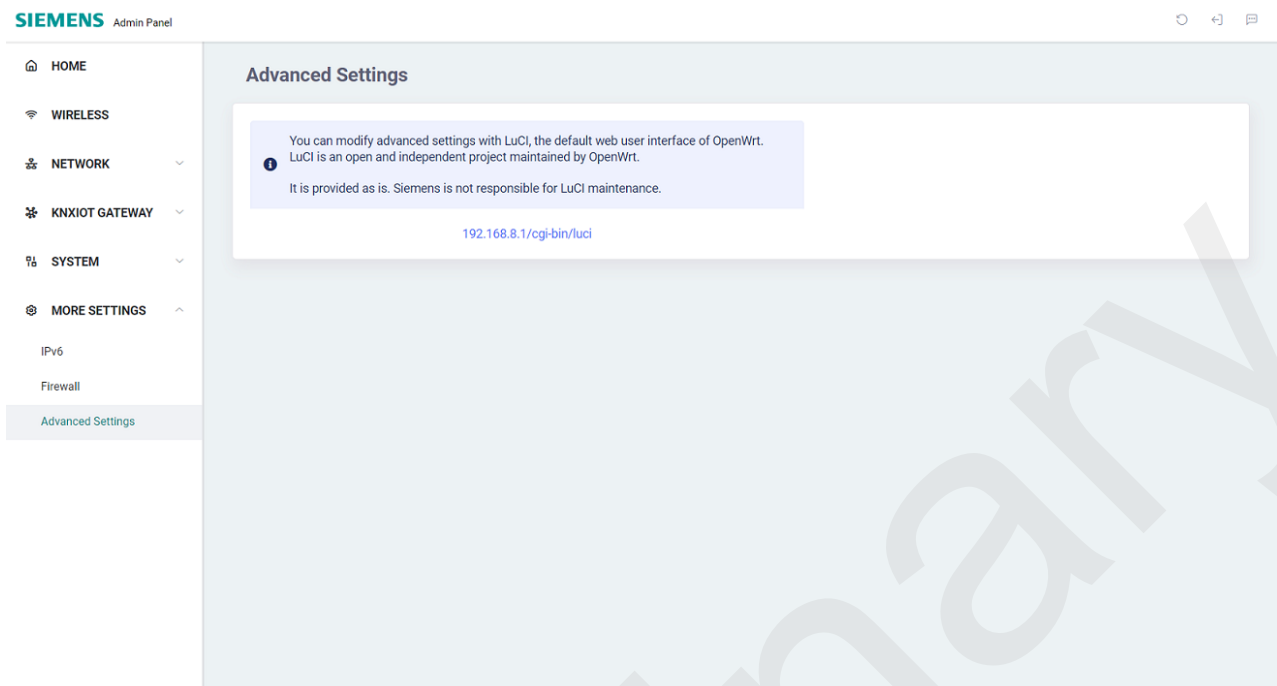 SIEMENS Admin Panel
HOME
WIRELESS
NETWORK
KNXIOT GATEWAY
SYSTEM
MORE SETTINGS
IPv6
Firewall
Advanced Settings
Advanced Settings
You can modify advanced settings with LuCI, the default web user interface of OpenWrt.
LuCI is an open and independent project maintained by OpenWrt.
It is provided as is. Siemens is not responsible for LuCI maintenance.
192.168.8.1/cgi-bin/luci
nary